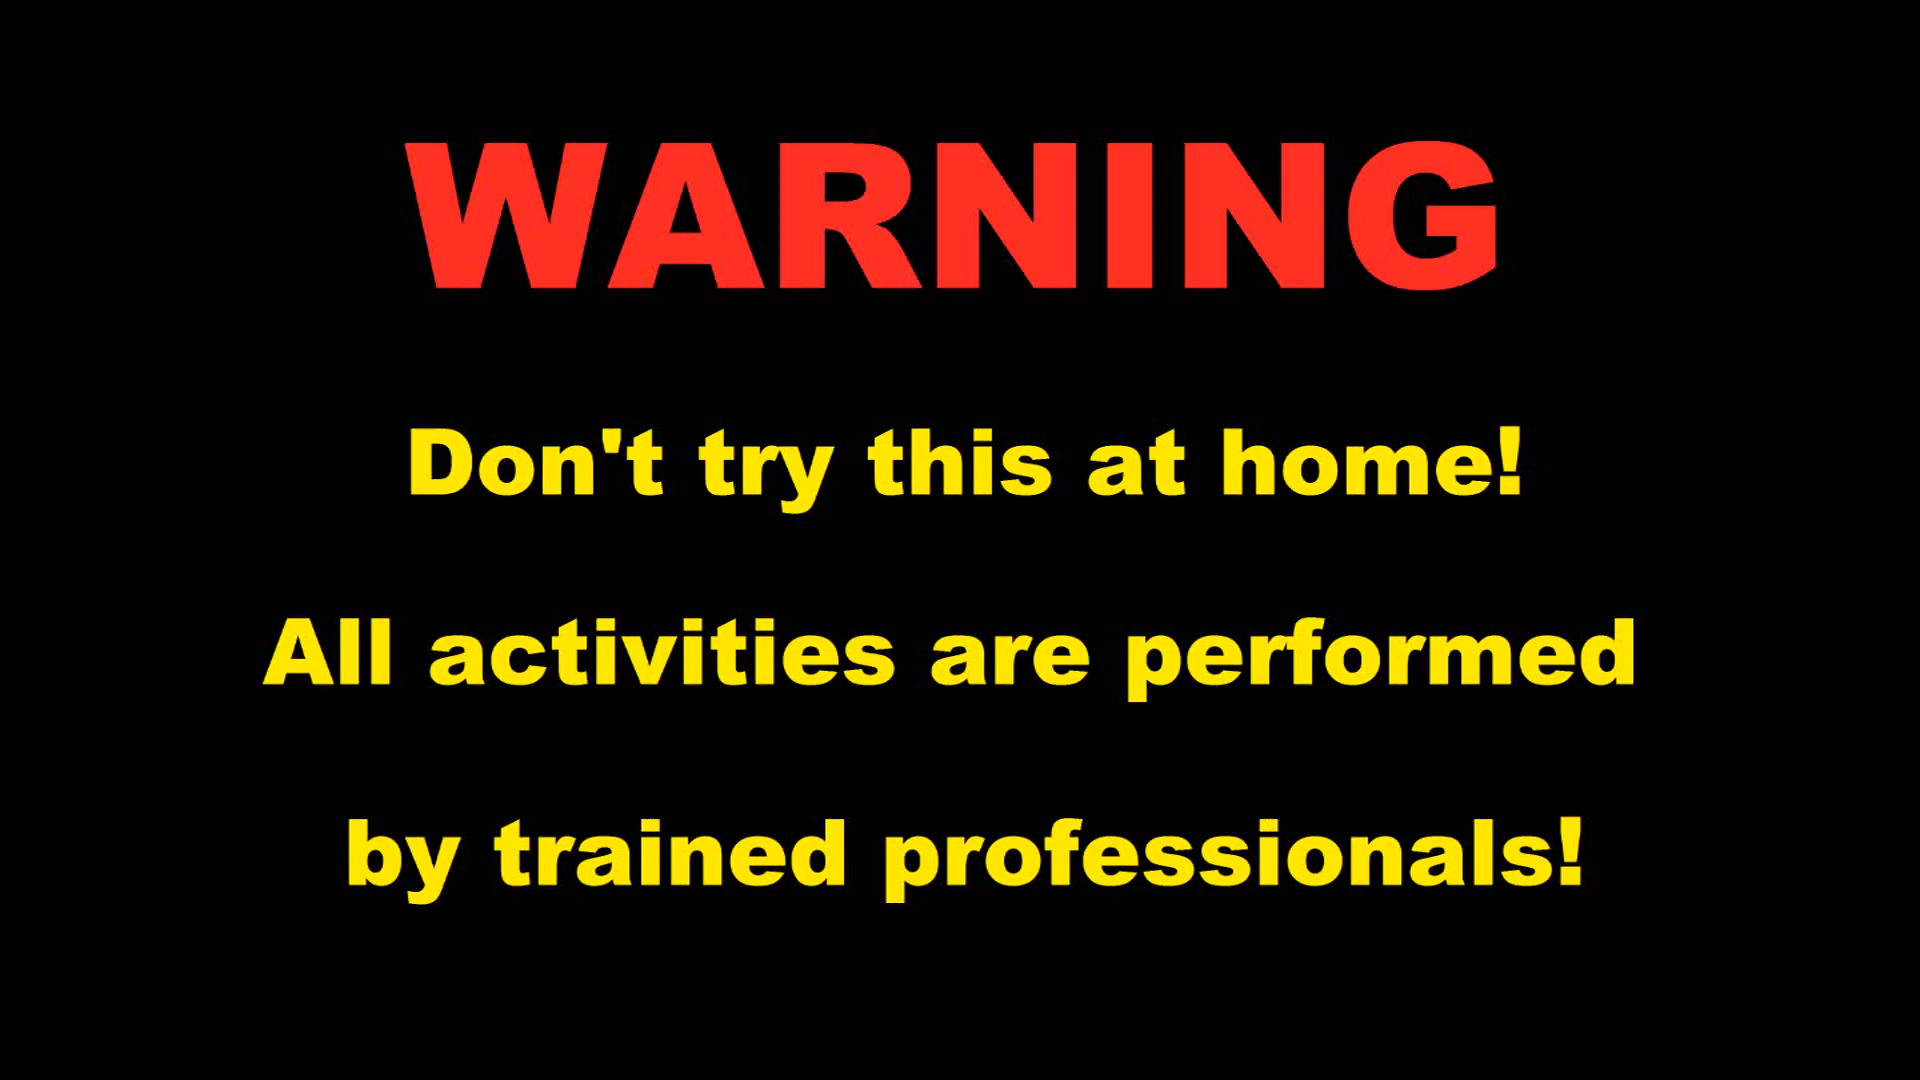 WARNING
Don't try this at home!
All activities are performed
by trained professionals!